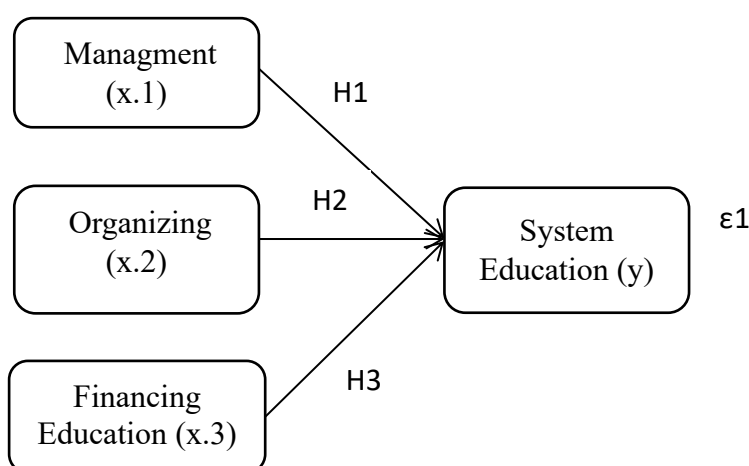 Managment
(x.1)
H1
Organizing
(x.2)
H2
System
Education (y)
ε1
Financing
Education (x.3)
H3